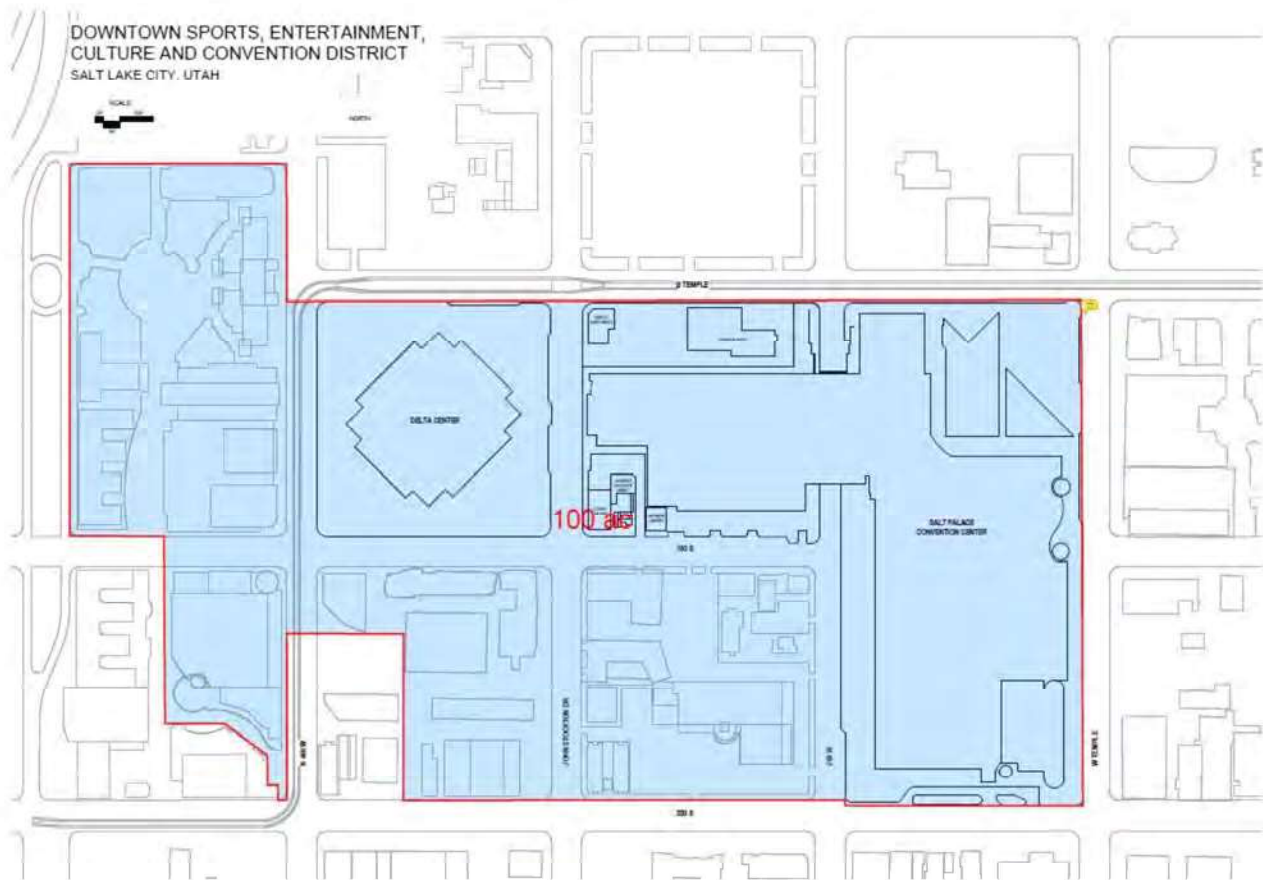 DOWNTOWN SPORTS, ENTERTAINMENT,
CULTURE AND CONVENTION DISTRICT
SALT LAKE CITY, UTAH
SCALE
NORTH
S TEMPLE
DELTA CENTER
100 ac
SALT PALACE
CONVENTION CENTER
100 S
JOHN STOCKTON DR
200 W
W TEMPLE
S 400 W
200 S